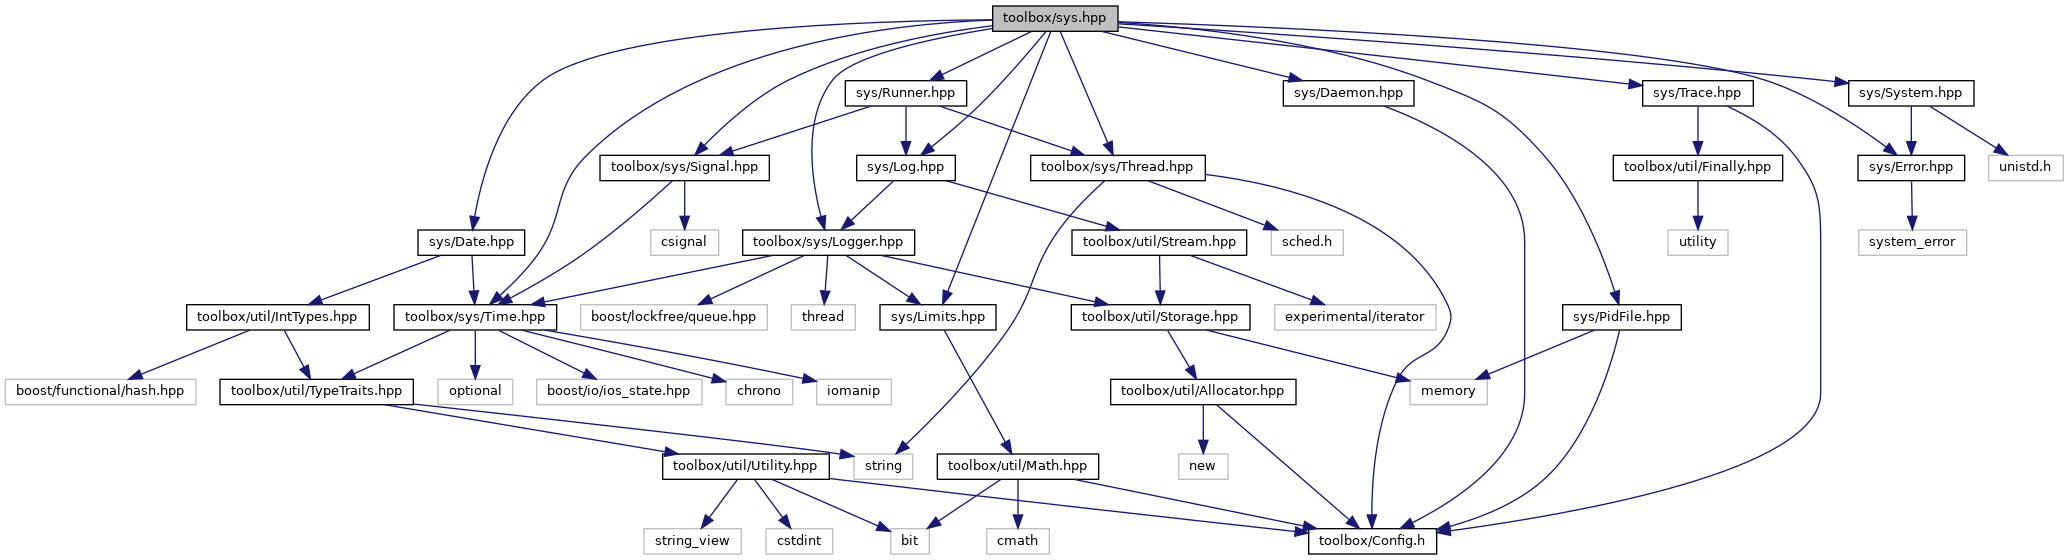 toolbox/sys.hpp
sys/Runner.hpp
sys/Daemon.hpp
sys/Trace.hpp
sys/System.hpp
toolbox/sys/Signal.hpp
sys/Log.hpp
toolbox/sys/Thread.hpp
toolbox/util/Finally.hpp
sys/Error.hpp
unistd.h
sys/Date.hpp
csignal
toolbox/sys/Logger.hpp
toolbox/util/Stream.hpp
sched.h
utility
system_error
toolbox/util/IntTypes.hpp
toolbox/sys/Time.hpp
boost/lockfree/queue.hpp
thread
sys/Limits.hpp
toolbox/util/Storage.hpp
experimental/iterator
sys/PidFile.hpp
boost/functional/hash.hpp
toolbox/util/TypeTraits.hpp
optional
boost/io/ios_state.hpp
chrono
iomanip
toolbox/util/Allocator.hpp
memory
toolbox/util/Utility.hpp
string
toolbox/util/Math.hpp
new
string_view
cstdint
bit
cmath
toolbox/Config.h